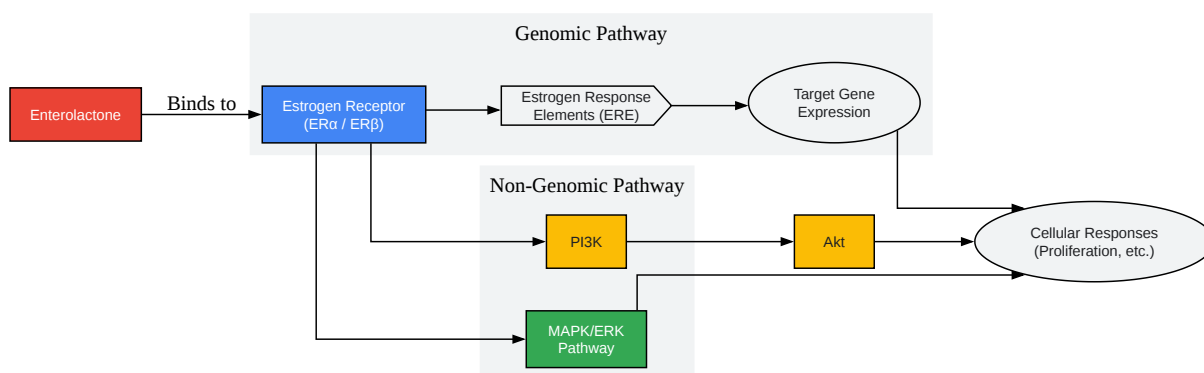 Genomic Pathway
Enterolactone
Binds to
Estrogen Receptor
(ERα / ERβ)
Estrogen Response
Elements (ERE)
Target Gene
Expression
Non-Genomic Pathway
PI3K
Akt
Cellular Responses
(Proliferation, etc.)
MAPK/ERK
Pathway